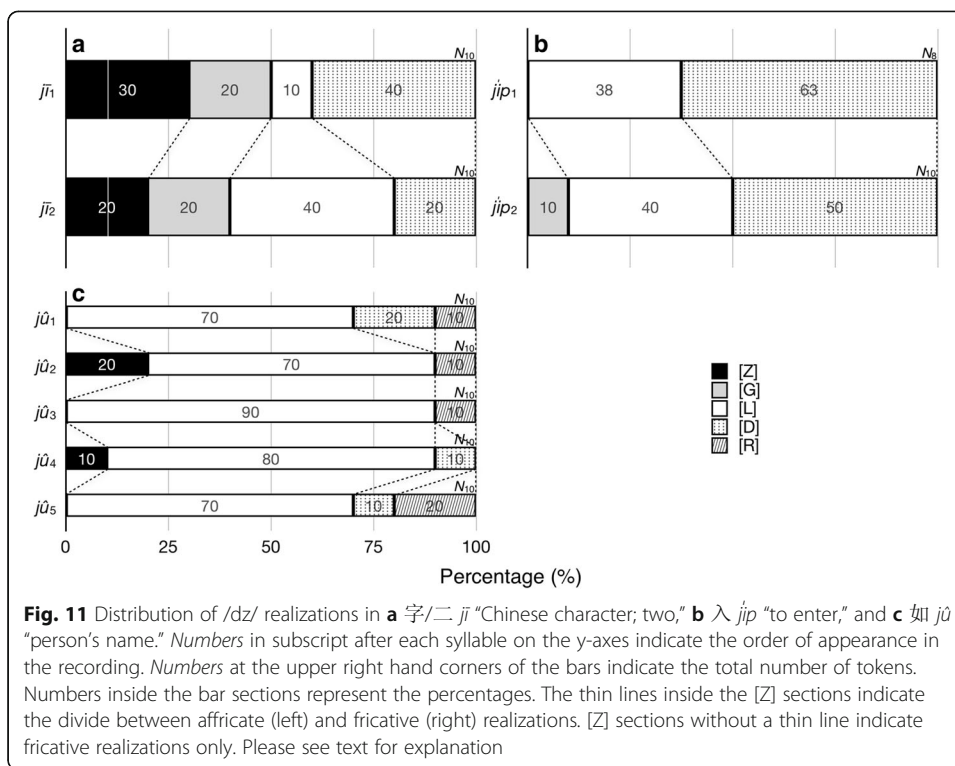 a
N10
jī1
30
20
10
40
N10
jī2
20
20
40
20
b
N8
ji̍p1
38
63
N10
ji̍p2
10
40
50
c
N10
jû1
70
20
10
N10
jû2
20
70
10
N10
jû3
90
10
N10
jû4
10
80
10
N10
jû5
70
10
20
0 25 50 75 100
Percentage (%)
[Z]
[G]
[L]
[D]
[R]
Fig. 11 Distribution of /dz/ realizations in a 字/二 jī “Chinese character; two,” b 入 ji̍p “to enter,” and c 如 jû
“person’s name.” Numbers in subscript after each syllable on the y-axes indicate the order of appearance in
the recording. Numbers at the upper right hand corners of the bars indicate the total number of tokens.
Numbers inside the bar sections represent the percentages. The thin lines inside the [Z] sections indicate
the divide between affricate (left) and fricative (right) realizations. [Z] sections without a thin line indicate
fricative realizations only. Please see text for explanation